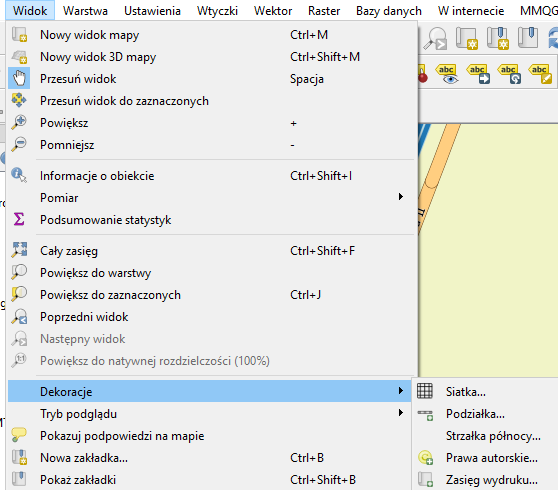 Widok Warstwa Ustawienia Wtyczki Wektor Raster Bazy danych W internecie MMQG
Nowy widok mapy Ctrl+M
Nowy widok 3D mapy Ctrl+Shift+M
Przesuń widok Spacja
Przesuń widok do zaznaczonych
Powiększ +
Pomniejsz -
Informacje o obiekcie Ctrl+Shift+I
Pomiar
Podsumowanie statystyk
Cały zasięg Ctrl+Shift+F
Powiększ do warstwy
Powiększ do zaznaczonych Ctrl+J
Poprzedni widok
Następny widok
Powiększ do natywnej rozdzielczości (100%)
Dekoracje
Tryb podglądu
Pokazuj podpowiedzi na mapie
Nowa zakładka... Ctrl+B
Pokaż zakładki Ctrl+Shift+B
Siatka...
Podziałka...
Strzałka północy...
Prawa autorskie...
Zasięg wydruku...
abc abc abc abc